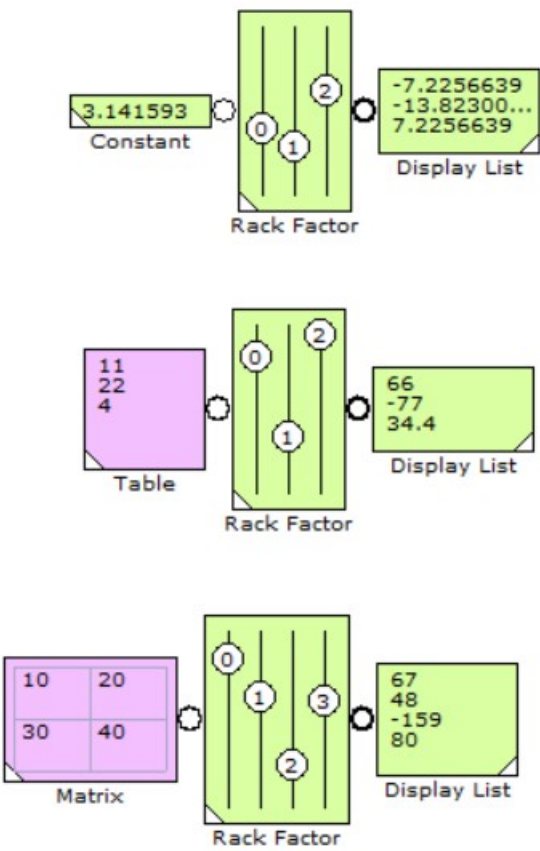 3.141593
Constant
0
1
2
Rack Factor
-7.2256639
-13.82300...
7.2256639
Display List
11
22
4
Table
0
1
2
Rack Factor
66
-77
34.4
Display List
10 20
30 40
Matrix
0
1
2
3
Rack Factor
67
48
-159
80
Display List